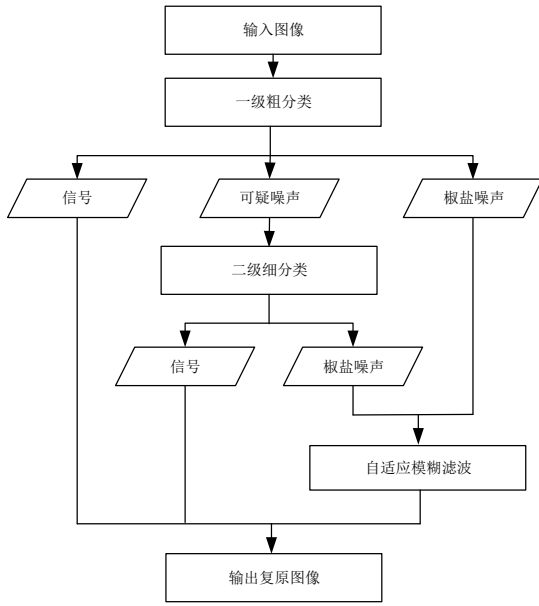 输入图像
一级粗分类
信号
可疑噪声
椒盐噪声
二级细分类
信号
椒盐噪声
自适应模糊滤波
输出复原图像